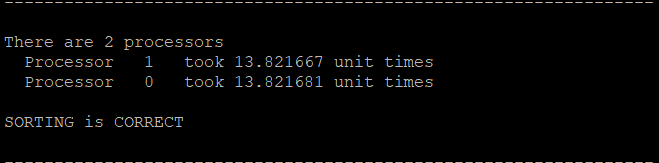 There are 2 processors
Processor 1 took 13.821667 unit times
Processor 0 took 13.821681 unit times
SORTING is CORRECT